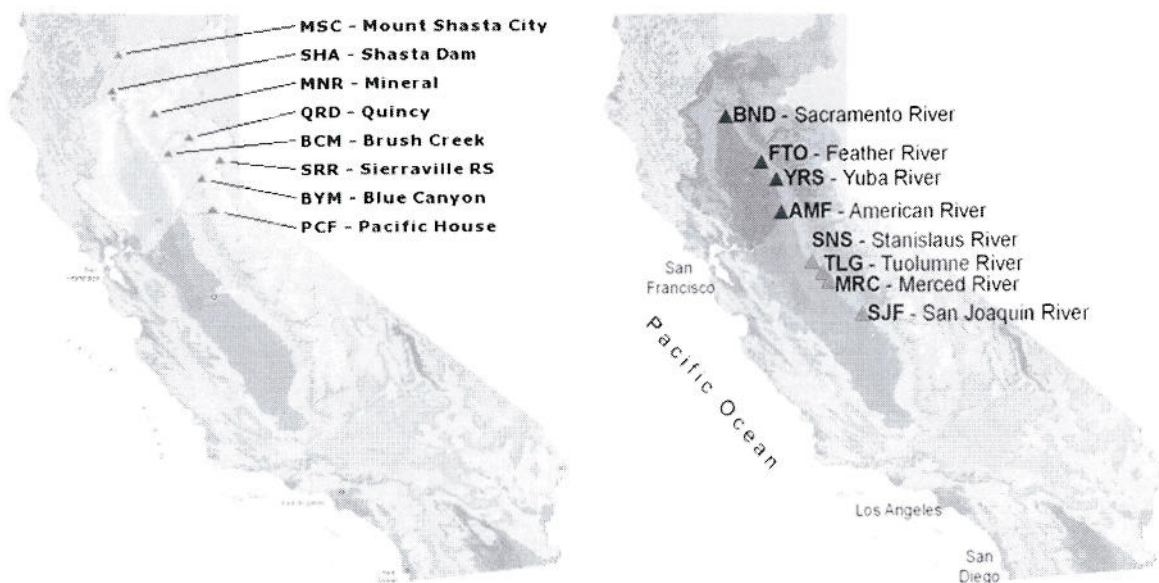 MSC - Mount Shasta City
SHA - Shasta Dam
MNR - Mineral
QRD - Quincy
BCM - Brush Creek
SRR - Sierraville RS
BYM - Blue Canyon
PCF - Pacific House
BND - Sacramento River
FTO - Feather River
YRS - Yuba River
AMF - American River
SNS - Stanislaus River
TLG - Tuolumne River
MRC - Merced River
SJF - San Joaquin River
San
Francisco
Pacific Ocean
Los Angeles
San
Diego